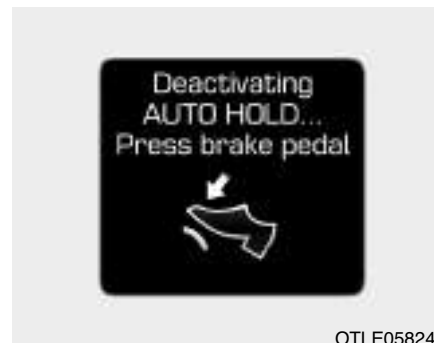 Deactivating
AUTO HOLD...
Press brake pedal
OTLE05824